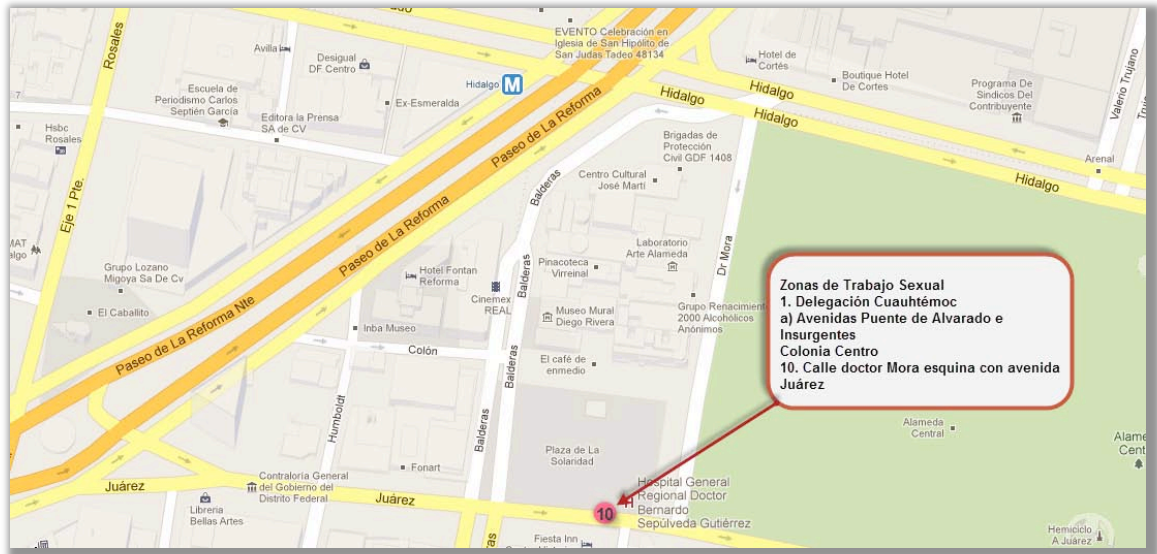 EVENTO Celebración en
Iglesia de San Hipólito de
San Judas Tadeo 48134
Rosales
Avilla
Desigual
DF Centro
Hidalgo
M
Hotel de
Cortés
Boutique Hotel
De Cortes
Programa De
Sindicos Del
Contribuyente
Valerio Trujano
Escuela de
Periodismo Carlos
Septién García
Ex-Esmeralda
Editora la Prensa
SA de CV
Hidalgo
Hidalgo
Hidalgo
Hidalgo
Hsbc
Rosales
Brigadas de
Protección
Civil GDF 1408
Arenal
Paseo de La Reforma
Balderas
Centro Cultural
José Martí
Eje 1 Pte.
Paseo de La Reforma
Laboratorio
Arte Alameda
Dr Mora
Grupo Lozano
Migoya Sa De Cv
Hotel Fontan
Reforma
Balderas
Pinacoteca
Virreinal
Cinemex
REAL
El Caballito
Museo Mural
Diego Rivera
Grupo Renacimiento
2000 Alcohólicos
Anónimos
Paseo de La Reforma Nte
Inba Museo
Colón
Balderas
El café de
enmedio
Zonas de Trabajo Sexual
1. Delegación Cuauhtémoc
a) Avenidas Puente de Alvarado e
Insurgentes
Colonia Centro
10. Calle doctor Mora esquina con avenida
Juárez
Paseo de La Reforma
Humboldt
Balderas
Alameda
Central
Plaza de La
Solaridad
Fonart
Contraloría General
del Gobierno del
Distrito Federal
Juárez
Juárez
Libreria
Bellas Artes
Hospital General
Regional Doctor
Bernardo
Sepúlveda Gutiérrez
10
Fiesta Inn
Hemiciclo
A Juárez